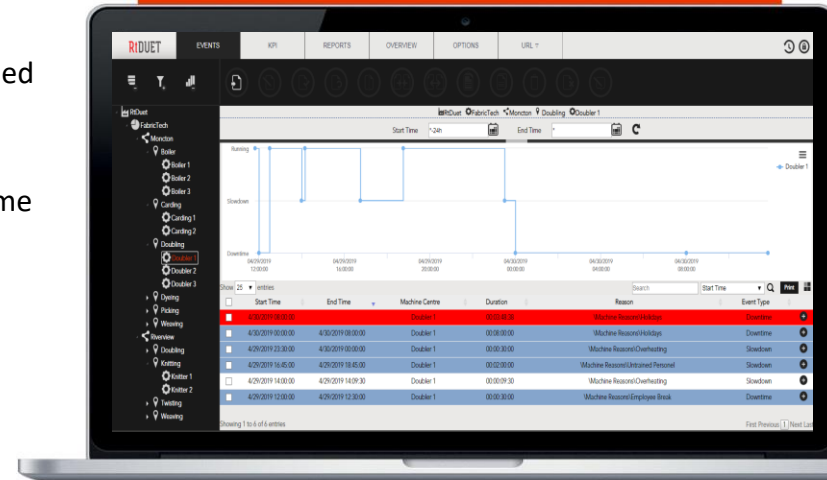 ed
me
RtDUET EVENTS KPI REPORTS OVERVIEW OPTIONS URL
RtDuet
FabricTech
Moncton
Boiler
Boiler 1
Boiler 2
Boiler 3
Carding
Carding 1
Carding 2
Doubling
Doubler 1
Doubler 2
Doubler 3
Dyeing
Picking
Weaving
Riverview
Doubling
Knitting
Knitter 1
Knitter 2
Twisting
Weaving
RtDuet FabricTech Moncton Doubling Doubler 1
Start Time *-24h End Time *
Running
Slowdown
Downtime
Doubler 1
04/29/2019 04/29/2019 04/29/2019 04/30/2019 04/30/2019 04/30/2019
12:00:00 16:00:00 20:00:00 00:00:00 04:00:00 08:00:00
Show 25 entries Search Start Time Print
Start Time End Time Machine Centre Duration Reason Event Type
4/30/2019 08:00:00 Doubler 1 \Machine Reasons\Holidays Downtime
4/30/2019 00:00:00 4/30/2019 08:00:00 Doubler 1 00:08:00:00 \Machine Reasons\Holidays Downtime
4/29/2019 23:30:00 4/30/2019 00:00:00 Doubler 1 00:00:30:00 \Machine Reasons\Overheating Slowdown
4/29/2019 16:45:00 4/29/2019 18:45:00 Doubler 1 00:02:00:00 \Machine Reasons\Untrained Personel Slowdown
4/29/2019 14:00:00 4/29/2019 14:09:30 Doubler 1 00:00:09:30 \Machine Reasons\Overheating Slowdown
4/29/2019 12:00:00 4/29/2019 12:30:00 Doubler 1 00:00:30:00 \Machine Reasons\Employee Break Downtime
Showing 1 to 6 of 6 entries First Previous 1 Next Last